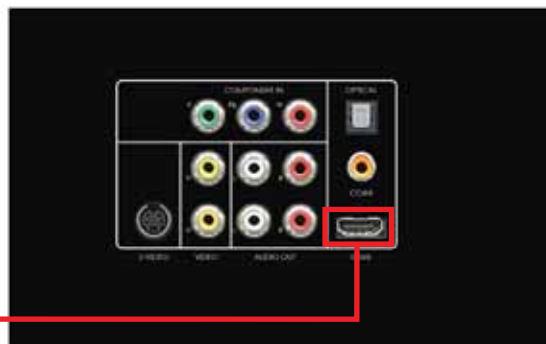 COMPONENT IN
OPTICAL
COAX
S-VIDEO VIDEO AUDIO OUT HDMI